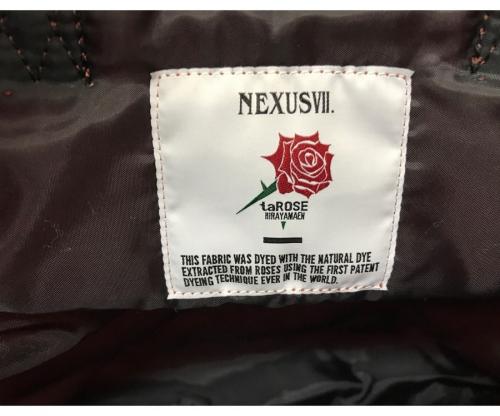 NEXUSVII.
taROSE
HIRAYAMAEN
THIS FABRIC WAS DYED WITH THE NATURAL DYE
EXTRACTED FROM ROSES USING THE FIRST PATENT
DYEING TECHNIQUE EVER IN THE WORLD.